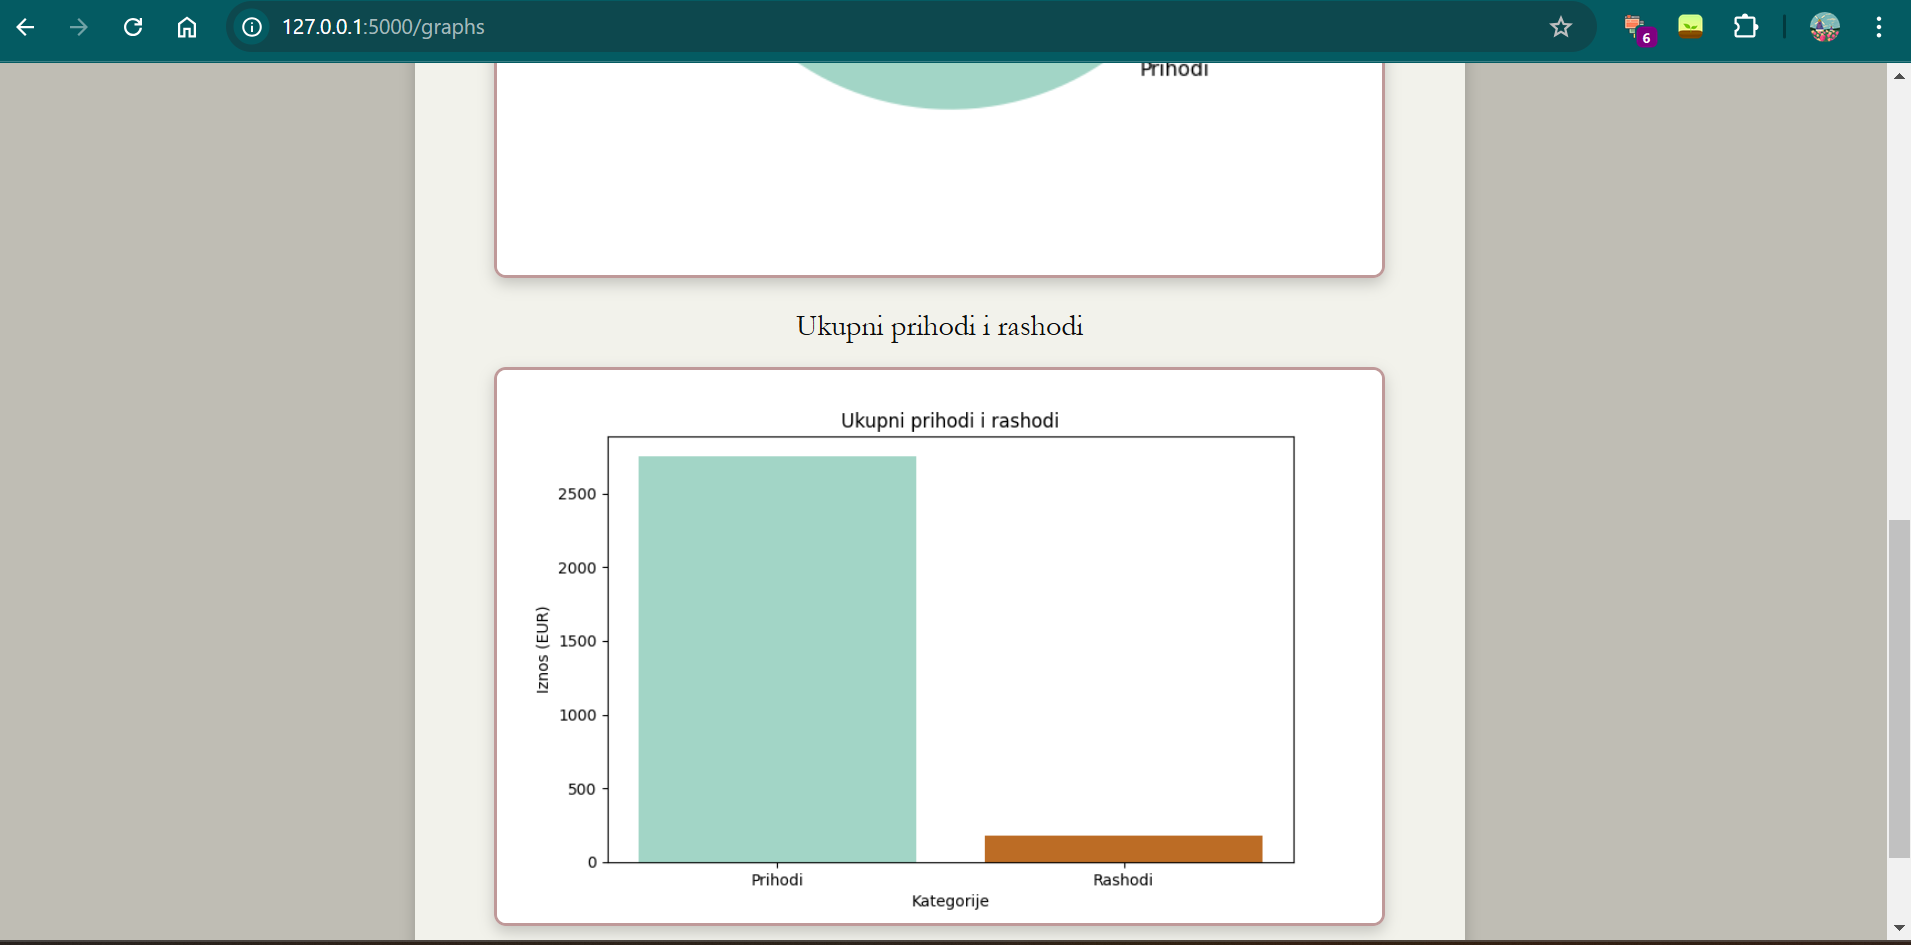 127.0.0.1:5000/graphs
6
Prihodi
Ukupni prihodi i rashodi
Ukupni prihodi i rashodi
2500
2000
1500
1000
500
0
Iznos (EUR)
Prihodi
Rashodi
Kategorije